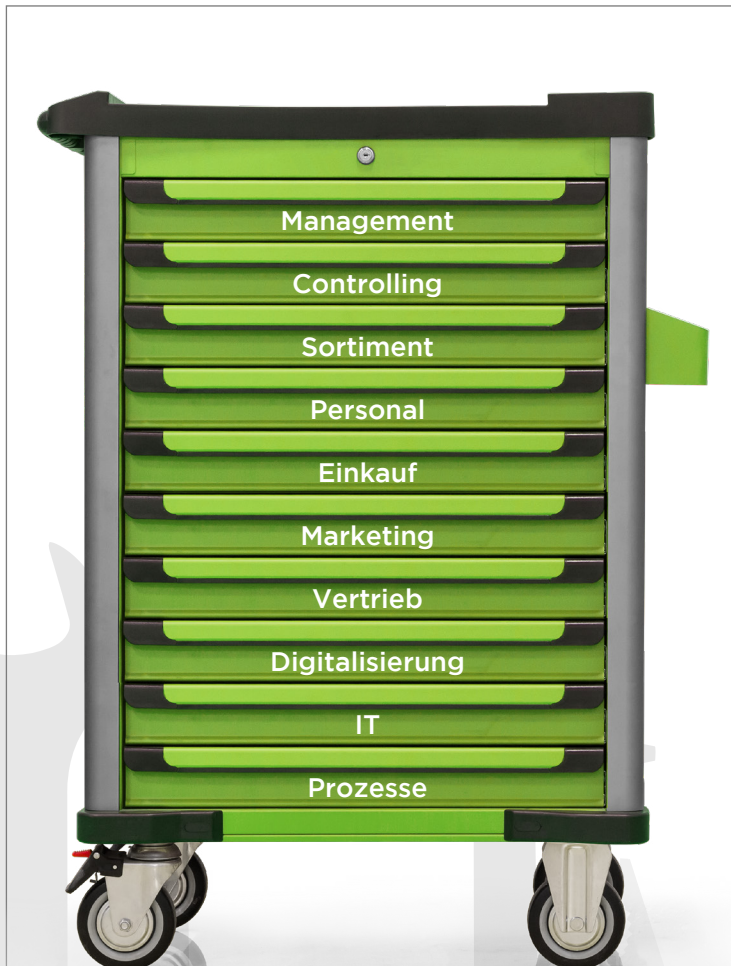 Management
Controlling
Sortiment
Personal
Einkauf
Marketing
Vertrieb
Digitalisierung
IT
Prozesse